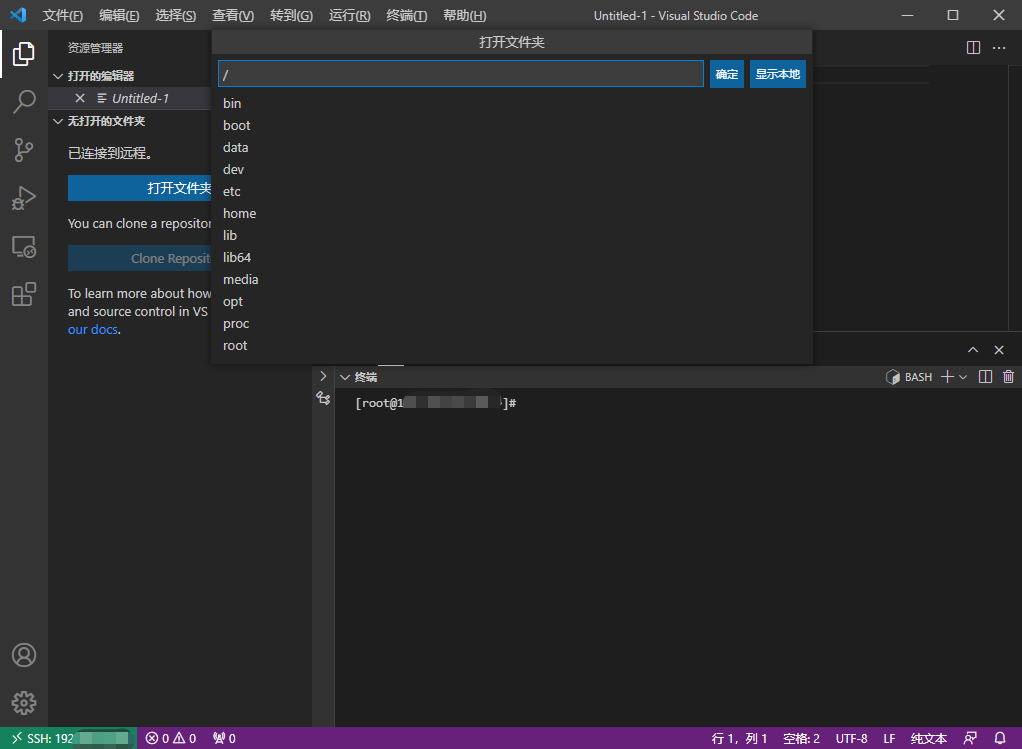 文件(F) 编辑(E) 选择(S) 查看(V) 转到(G) 运行(R) 终端(T) 帮助(H) Untitled-1 - Visual Studio Code
资源管理器
打开的编辑器
Untitled-1
无打开的文件夹
已连接到远程。
打开文件夹
You can clone a repositor
Clone Reposit
To learn more about how
and source control in VS
our docs.
打开文件夹
/ 确定 显示本地
bin
boot
data
dev
etc
home
lib
lib64
media
opt
proc
root
终端 BASH
[root@1 ]#
SSH: 192 0 0 0 行 1，列 1 空格: 2 UTF-8 LF 纯文本